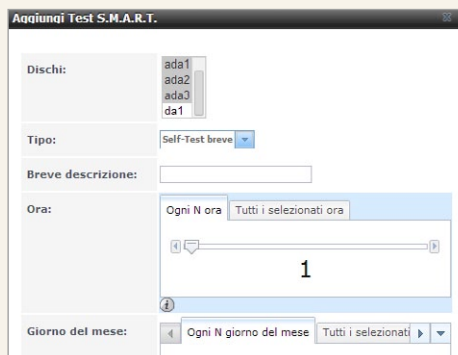 Aggiungi Test S.M.A.R.T.
Dischi:
ada1
ada2
ada3
da1
Tipo:
Self-Test breve
Breve descrizione:
Ora:
Ogni N ora
Tutti i selezionati ora
1
Giorno del mese:
Ogni N giorno del mese
Tutti i selezionati